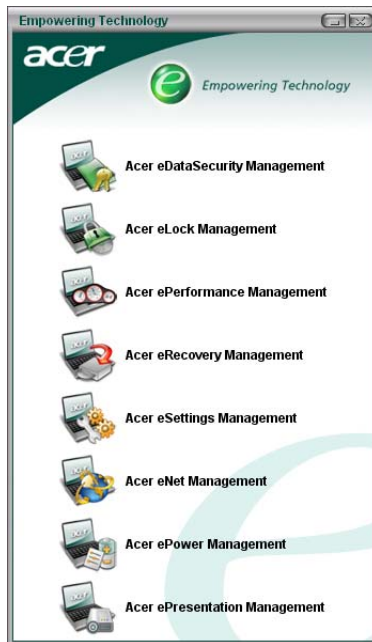 Empowering Technology
acer
e Empowering Technology
Acer eDataSecurity Management
Acer eLock Management
Acer ePerformance Management
Acer eRecovery Management
Acer eSettings Management
Acer eNet Management
Acer ePower Management
Acer ePresentation Management